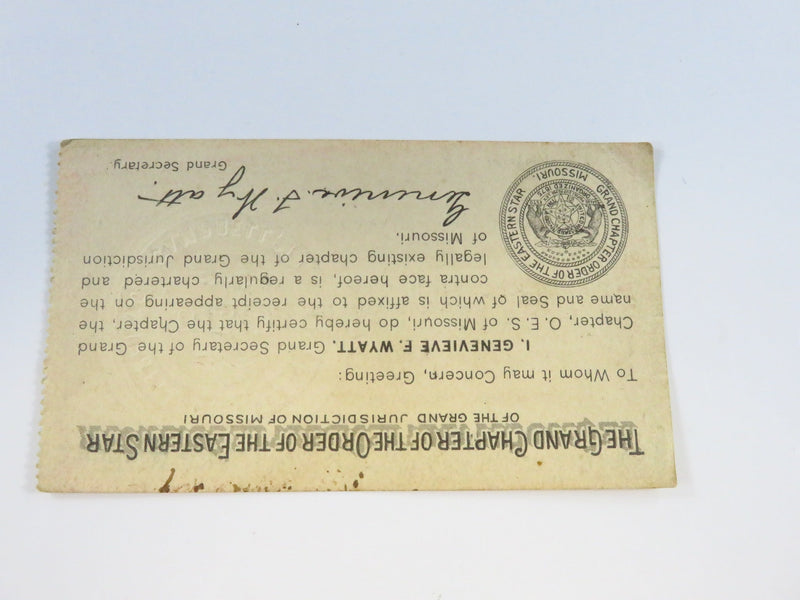 THE GRAND CHAPTER OF THE ORDER OF THE EASTERN STAR
OF THE GRAND JURISDICTION OF MISSOURI
To Whom it may Concern, Greeting:
I, GENEVIEVE F. WYATT, Grand Secretary of the Grand
Chapter, O. E. S. of Missouri, do hereby certify that the Chapter, the
name and Seal of which is affixed to the receipt appearing on the
contra face hereof, is a regularly chartered and
legally existing chapter of the Grand Jurisdiction
of Missouri.
Genevieve F. Wyatt
Grand Secretary.
GRAND CHAPTER ORDER OF THE EASTERN STAR
MISSOURI.